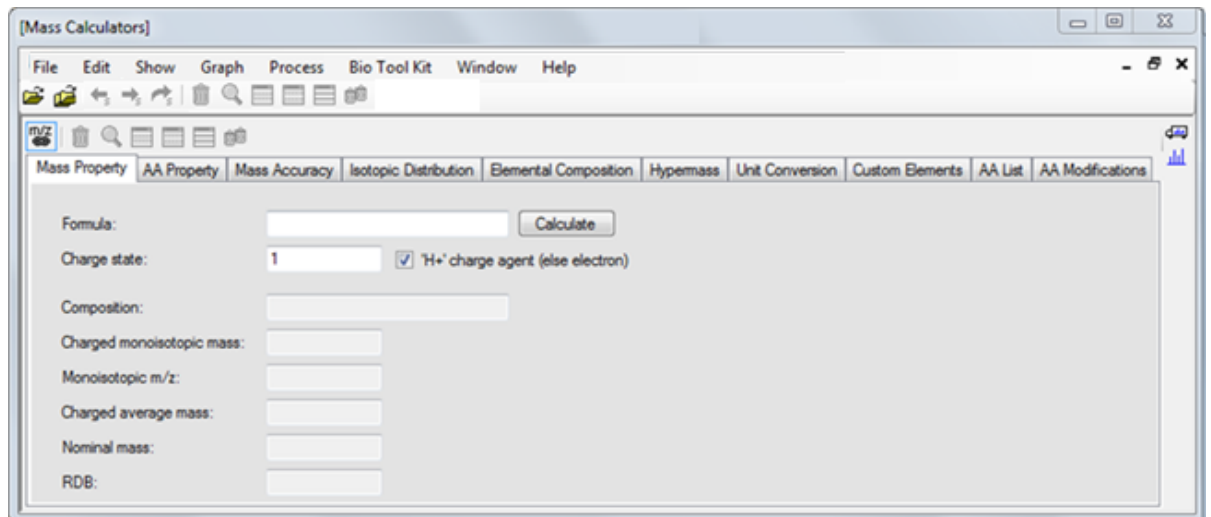 [Mass Calculators]
File Edit Show Graph Process Bio Tool Kit Window Help
m/z
Mass Property AA Property Mass Accuracy Isotopic Distribution Elemental Composition Hypermass Unit Conversion Custom Elements AA List AA Modifications
Formula: Calculate
Charge state: 1 'H+' charge agent (else electron)
Composition:
Charged monoisotopic mass:
Monoisotopic m/z:
Charged average mass:
Nominal mass:
RDB: